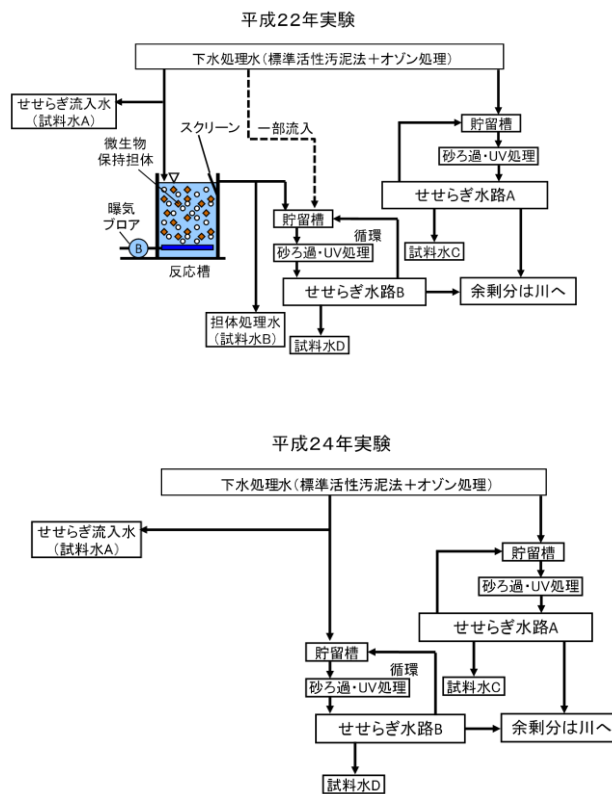 平成22年実験
下水処理水(標準活性汚泥法+オゾン処理)
せせらぎ流入水
(試料水A)
微生物
保持担体
スクリーン
一部流入
曝気
ブロア
B
反応槽
貯留槽
砂ろ過・UV処理
せせらぎ水路A
試料水C
貯留槽
循環
砂ろ過・UV処理
せせらぎ水路B
余剰分は川へ
担体処理水
(試料水B)
試料水D
平成24年実験
下水処理水(標準活性汚泥法+オゾン処理)
せせらぎ流入水
(試料水A)
貯留槽
砂ろ過・UV処理
せせらぎ水路A
試料水C
貯留槽
循環
砂ろ過・UV処理
せせらぎ水路B
余剰分は川へ
試料水D